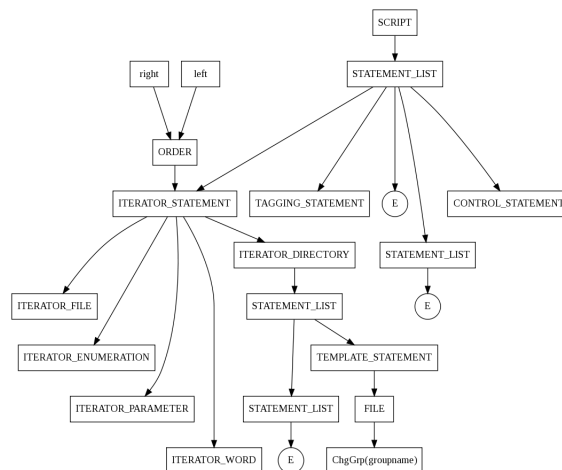 SCRIPT
right
left
STATEMENT_LIST
ORDER
ITERATOR_STATEMENT
TAGGING_STATEMENT
E
CONTROL_STATEMENT
ITERATOR_DIRECTORY
STATEMENT_LIST
ITERATOR_FILE
STATEMENT_LIST
E
ITERATOR_ENUMERATION
TEMPLATE_STATEMENT
ITERATOR_PARAMETER
STATEMENT_LIST
FILE
ITERATOR_WORD
E
ChgGrp(groupname)